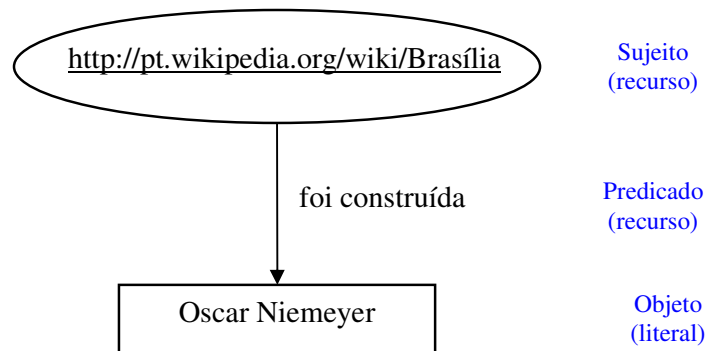 http://pt.wikipedia.org/wiki/Brasília
Sujeito
(recurso)
foi construída
Predicado
(recurso)
Oscar Niemeyer
Objeto
(literal)